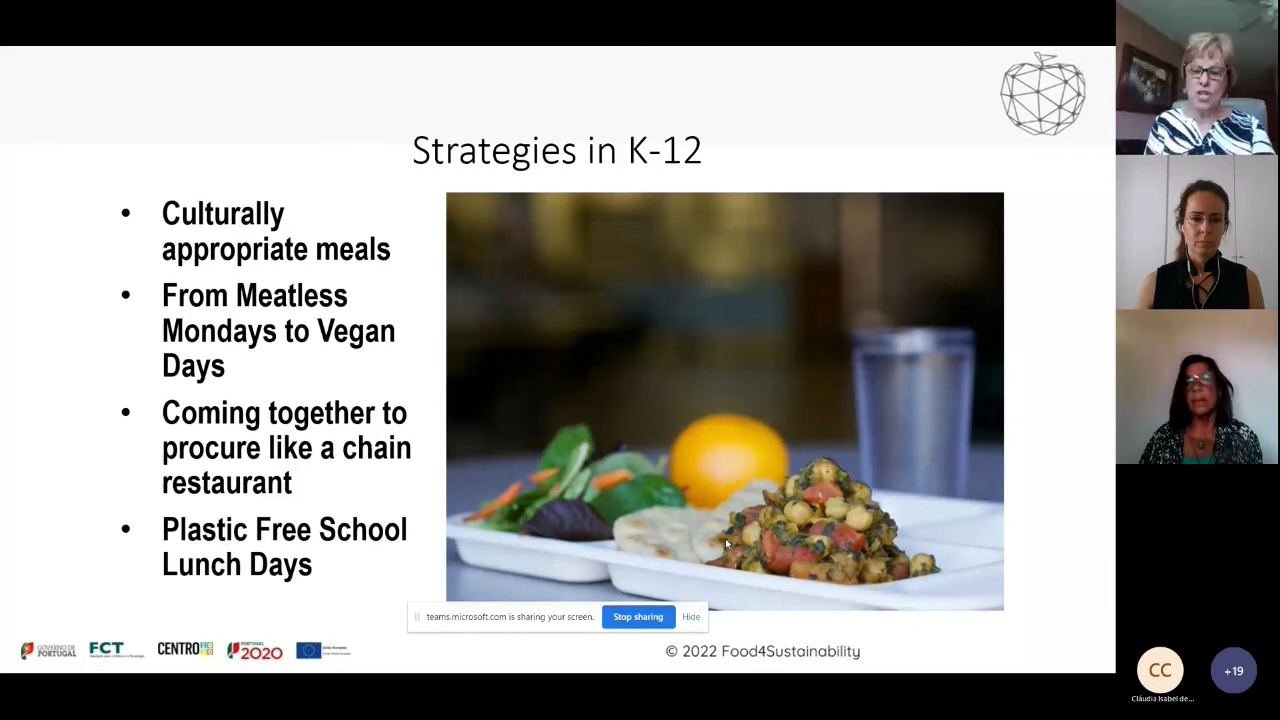 Strategies in K-12
• Culturally
appropriate meals
• From Meatless
Mondays to Vegan
Days
• Coming together to
procure like a chain
restaurant
• Plastic Free School
Lunch Days
teams.microsoft.com is sharing your screen. Stop sharing Hide
GOVERNO DE
PORTUGAL
FCT
CENTRO
PORTUGAL
2020
© 2022 Food4Sustainability
CC
+19
Cláudia Isabel de...